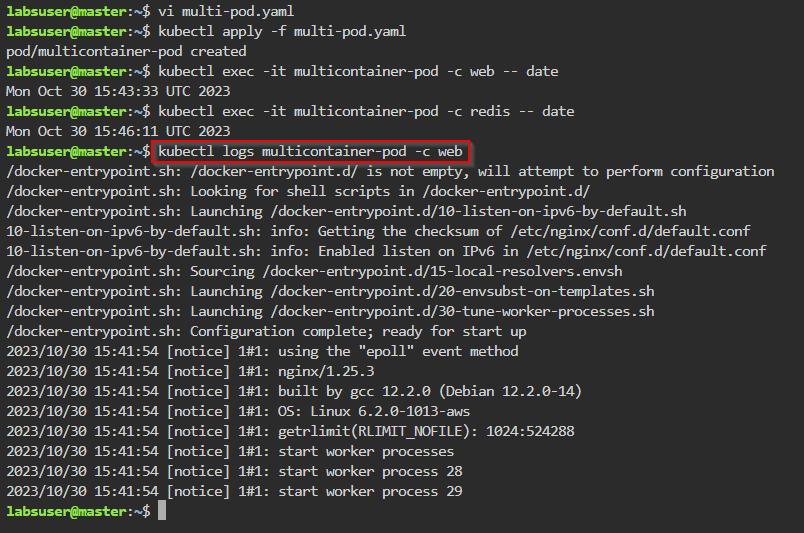 labsuser@master:~$ vi multi-pod.yaml
labsuser@master:~$ kubectl apply -f multi-pod.yaml
pod/multicontainer-pod created
labsuser@master:~$ kubectl exec -it multicontainer-pod -c web -- date
Mon Oct 30 15:43:33 UTC 2023
labsuser@master:~$ kubectl exec -it multicontainer-pod -c redis -- date
Mon Oct 30 15:46:11 UTC 2023
labsuser@master:~$ kubectl logs multicontainer-pod -c web
/docker-entrypoint.sh: /docker-entrypoint.d/ is not empty, will attempt to perform configuration
/docker-entrypoint.sh: Looking for shell scripts in /docker-entrypoint.d/
/docker-entrypoint.sh: Launching /docker-entrypoint.d/10-listen-on-ipv6-by-default.sh
10-listen-on-ipv6-by-default.sh: info: Getting the checksum of /etc/nginx/conf.d/default.conf
10-listen-on-ipv6-by-default.sh: info: Enabled listen on IPv6 in /etc/nginx/conf.d/default.conf
/docker-entrypoint.sh: Sourcing /docker-entrypoint.d/15-local-resolvers.envsh
/docker-entrypoint.sh: Launching /docker-entrypoint.d/20-envsubst-on-templates.sh
/docker-entrypoint.sh: Launching /docker-entrypoint.d/30-tune-worker-processes.sh
/docker-entrypoint.sh: Configuration complete; ready for start up
2023/10/30 15:41:54 [notice] 1#1: using the "epoll" event method
2023/10/30 15:41:54 [notice] 1#1: nginx/1.25.3
2023/10/30 15:41:54 [notice] 1#1: built by gcc 12.2.0 (Debian 12.2.0-14)
2023/10/30 15:41:54 [notice] 1#1: OS: Linux 6.2.0-1013-aws
2023/10/30 15:41:54 [notice] 1#1: getrlimit(RLIMIT_NOFILE): 1024:524288
2023/10/30 15:41:54 [notice] 1#1: start worker processes
2023/10/30 15:41:54 [notice] 1#1: start worker process 28
2023/10/30 15:41:54 [notice] 1#1: start worker process 29
labsuser@master:~$